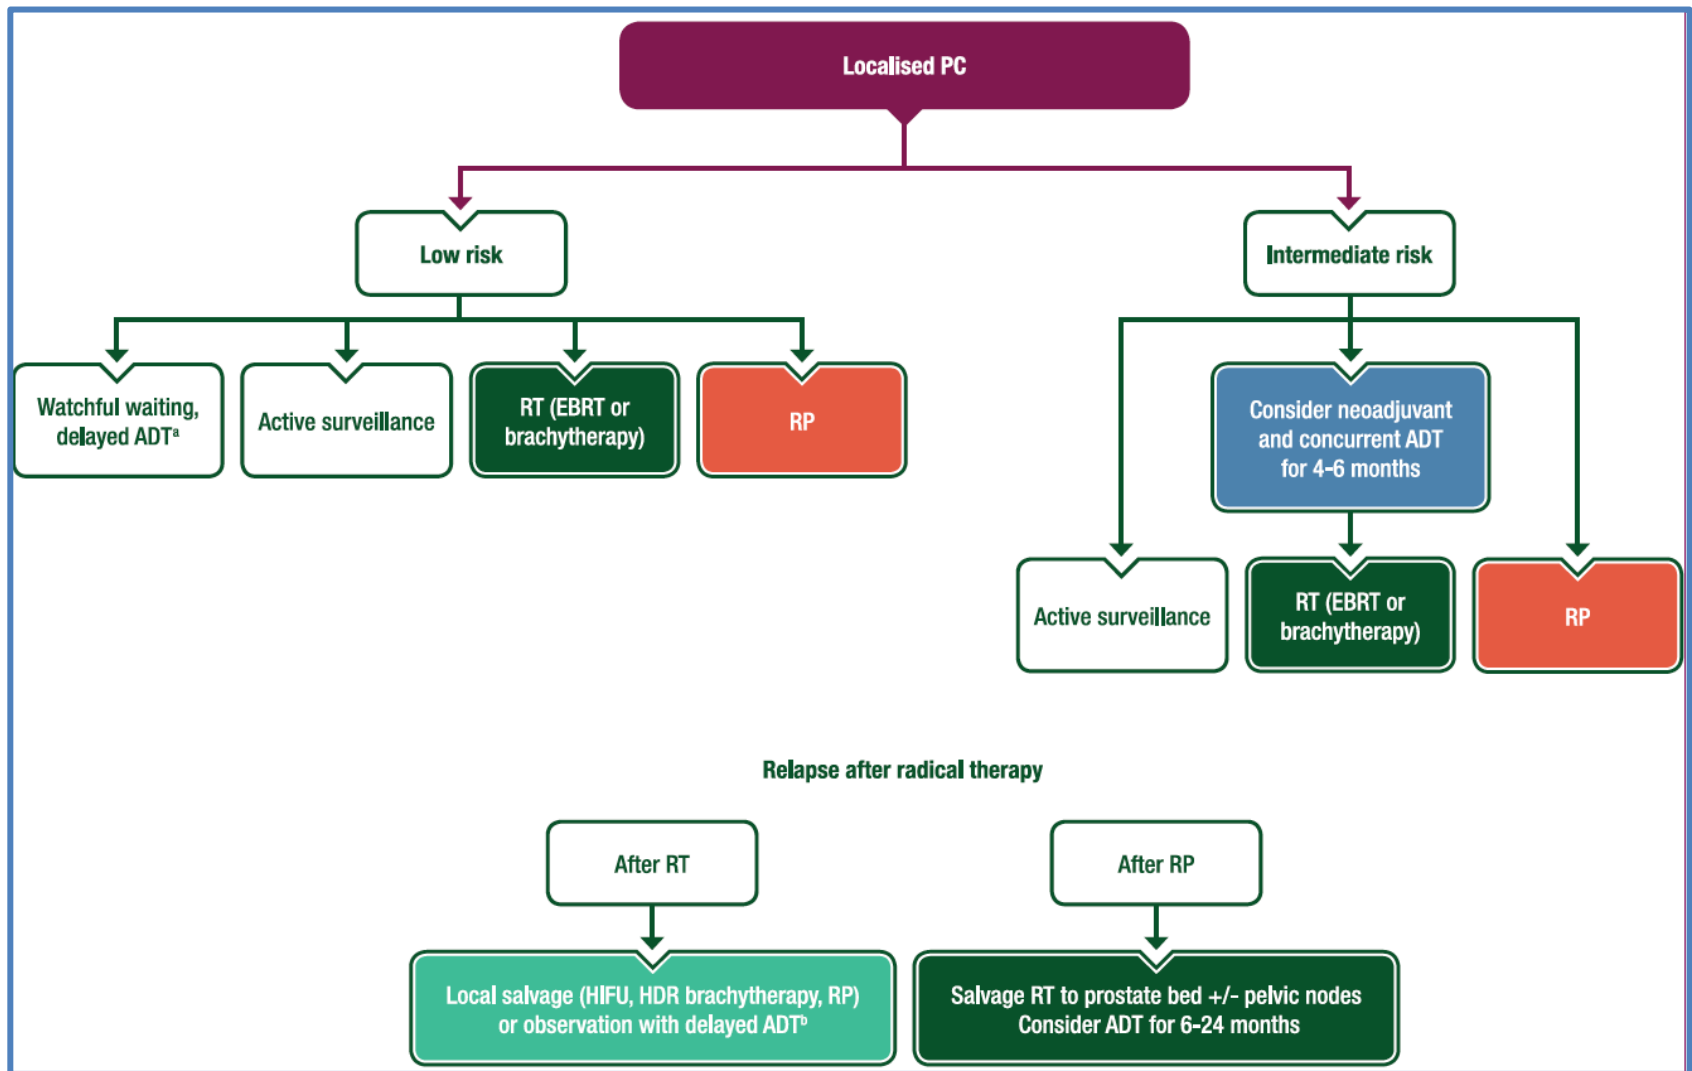 Localised PC
Low risk
Intermediate risk
Watchful waiting,
delayed ADTᵃ
Active surveillance
RT (EBRT or
brachytherapy)
RP
Consider neoadjuvant
and concurrent ADT
for 4-6 months
Active surveillance
RT (EBRT or
brachytherapy)
RP
Relapse after radical therapy
After RT
After RP
Local salvage (HIFU, HDR brachytherapy, RP)
or observation with delayed ADTᵇ
Salvage RT to prostate bed +/- pelvic nodes
Consider ADT for 6-24 months